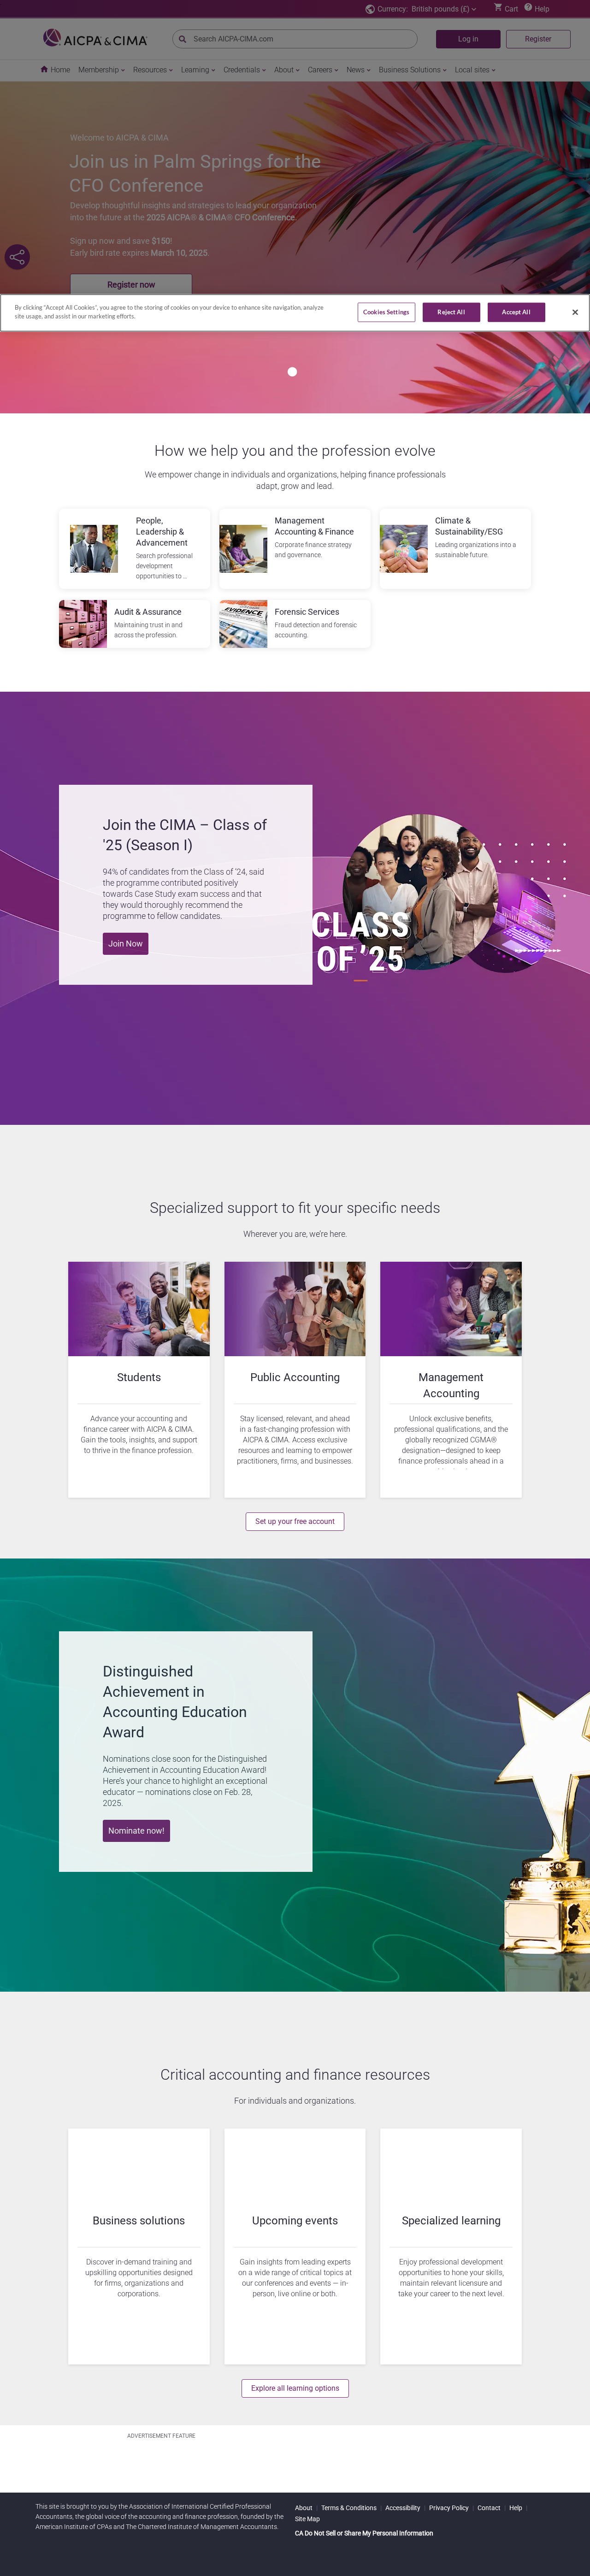 Currency: British pounds (£)
Cart
Help
AICPA & CIMA
Search AICPA-CIMA.com
Log in
Register
Home
Membership
Resources
Learning
Credentials
About
Careers
News
Business Solutions
Local sites
Welcome to AICPA & CIMA
Join us in Palm Springs for the
CFO Conference
Develop thoughtful insights and strategies to lead your organization
into the future at the 2025 AICPA® & CIMA® CFO Conference.
Sign up now and save $150!
Early bird rate expires March 10, 2025.
Register now
By clicking "Accept All Cookies", you agree to the storing of cookies on your device to enhance site navigation, analyze
site usage, and assist in our marketing efforts.
Cookies Settings
Reject All
Accept All
How we help you and the profession evolve
We empower change in individuals and organizations, helping finance professionals
adapt, grow and lead.
People,
Leadership &
Advancement
Search professional
development
opportunities to ...
Management
Accounting & Finance
Corporate finance strategy
and governance.
Climate &
Sustainability/ESG
Leading organizations into a
sustainable future.
Audit & Assurance
Maintaining trust in and
across the profession.
EVIDENCE
Forensic Services
Fraud detection and forensic
accounting.
Join the CIMA – Class of
'25 (Season I)
94% of candidates from the Class of '24, said
the programme contributed positively
towards Case Study exam success and that
they would thoroughly recommend the
programme to fellow candidates.
Join Now
CLASS
OF '25
Specialized support to fit your specific needs
Wherever you are, we're here.
Students
Advance your accounting and
finance career with AICPA & CIMA.
Gain the tools, insights, and support
to thrive in the finance profession.
Public Accounting
Stay licensed, relevant, and ahead
in a fast-changing profession with
AICPA & CIMA. Access exclusive
resources and learning to empower
practitioners, firms, and businesses.
Management
Accounting
Unlock exclusive benefits,
professional qualifications, and the
globally recognized CGMA®
designation—designed to keep
finance professionals ahead in a
Set up your free account
Distinguished
Achievement in
Accounting Education
Award
Nominations close soon for the Distinguished
Achievement in Accounting Education Award!
Here's your chance to highlight an exceptional
educator — nominations close on Feb. 28,
2025.
Nominate now!
Critical accounting and finance resources
For individuals and organizations.
Business solutions
Discover in-demand training and
upskilling opportunities designed
for firms, organizations and
corporations.
Upcoming events
Gain insights from leading experts
on a wide range of critical topics at
our conferences and events — in-
person, live online or both.
Specialized learning
Enjoy professional development
opportunities to hone your skills,
maintain relevant licensure and
take your career to the next level.
Explore all learning options
ADVERTISEMENT FEATURE
This site is brought to you by the Association of International Certified Professional
Accountants, the global voice of the accounting and finance profession, founded by the
American Institute of CPAs and The Chartered Institute of Management Accountants.
About | Terms & Conditions | Accessibility | Privacy Policy | Contact | Help |
Site Map
CA Do Not Sell or Share My Personal Information